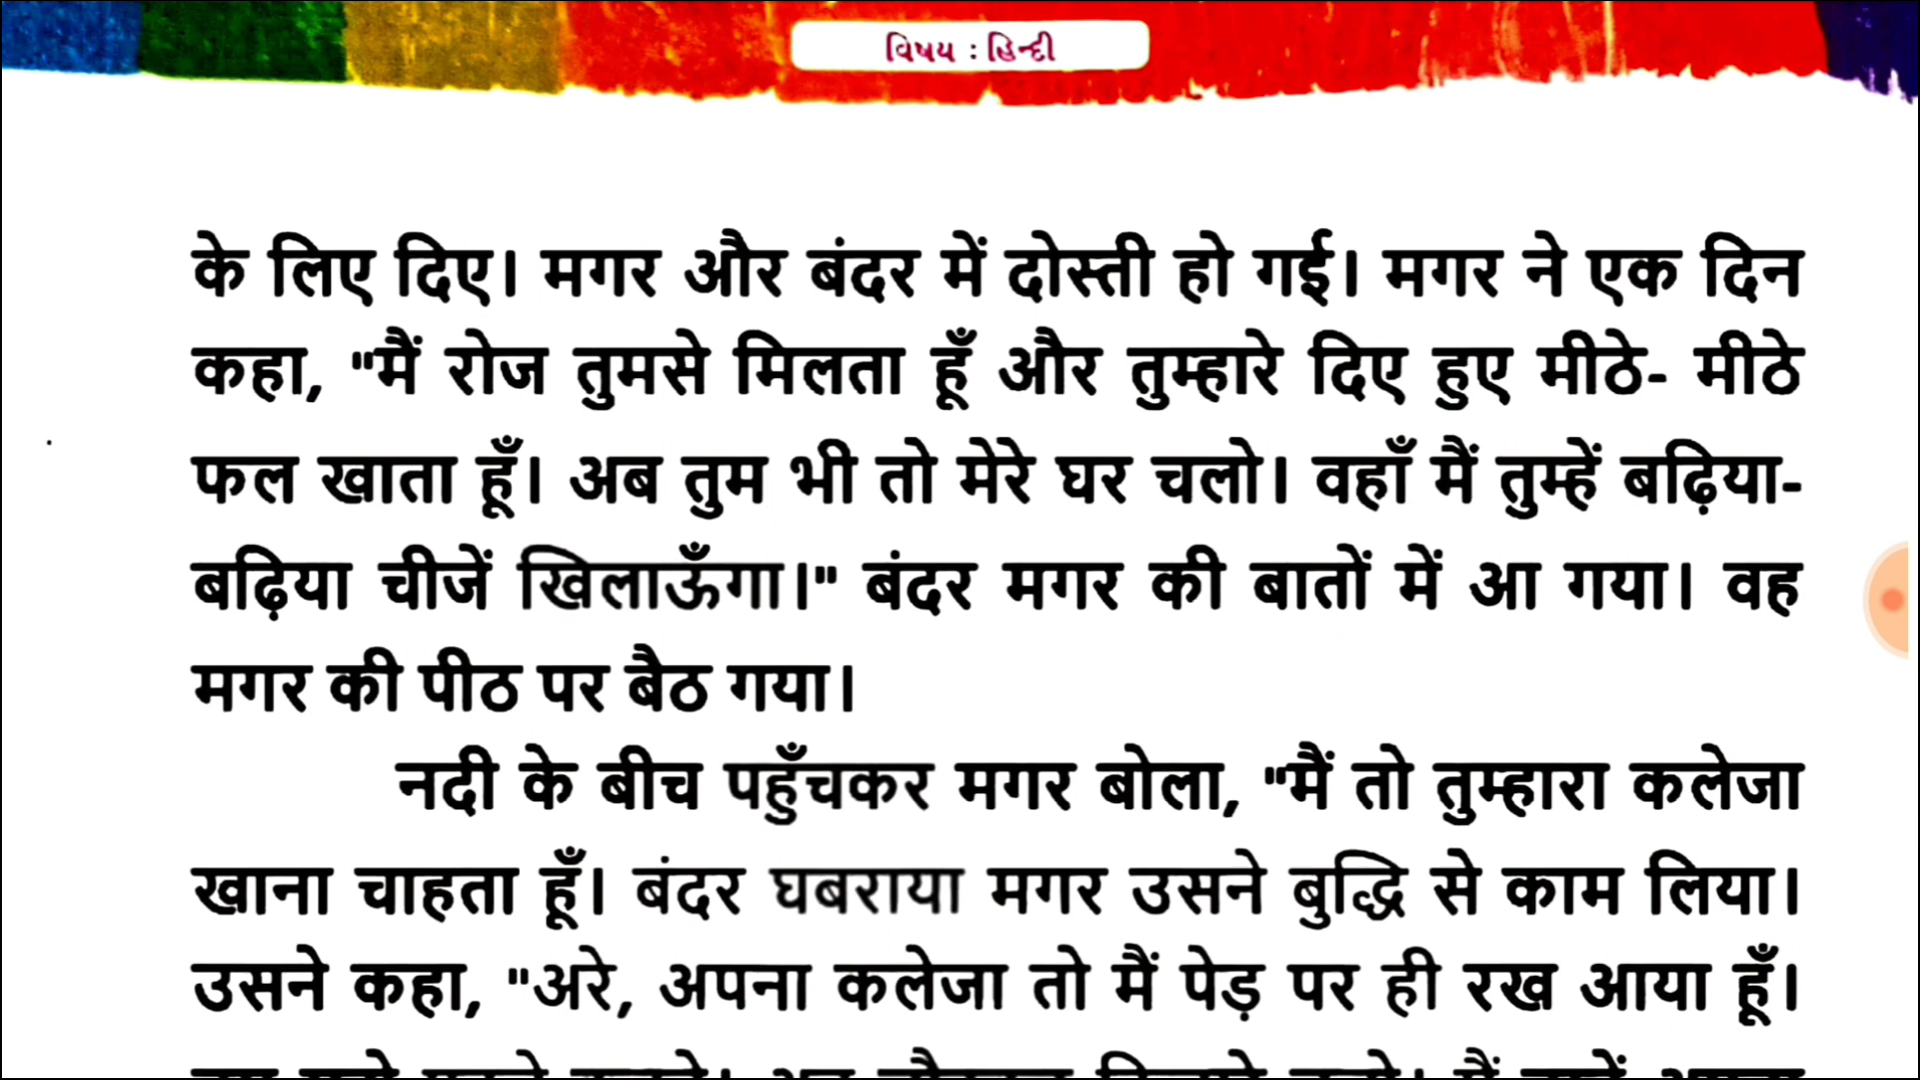 વિષય : હિન્દી
के लिए दिए। मगर और बंदर में दोस्ती हो गई। मगर ने एक दिन
कहा, "मैं रोज तुमसे मिलता हूँ और तुम्हारे दिए हुए मीठे- मीठे
फल खाता हूँ। अब तुम भी तो मेरे घर चलो। वहाँ मैं तुम्हें बढ़िया-
बढ़िया चीजें खिलाऊँगा।" बंदर मगर की बातों में आ गया। वह
मगर की पीठ पर बैठ गया।
नदी के बीच पहुँचकर मगर बोला, "मैं तो तुम्हारा कलेजा
खाना चाहता हूँ। बंदर घबराया मगर उसने बुद्धि से काम लिया।
उसने कहा, "अरे, अपना कलेजा तो मैं पेड़ पर ही रख आया हूँ।